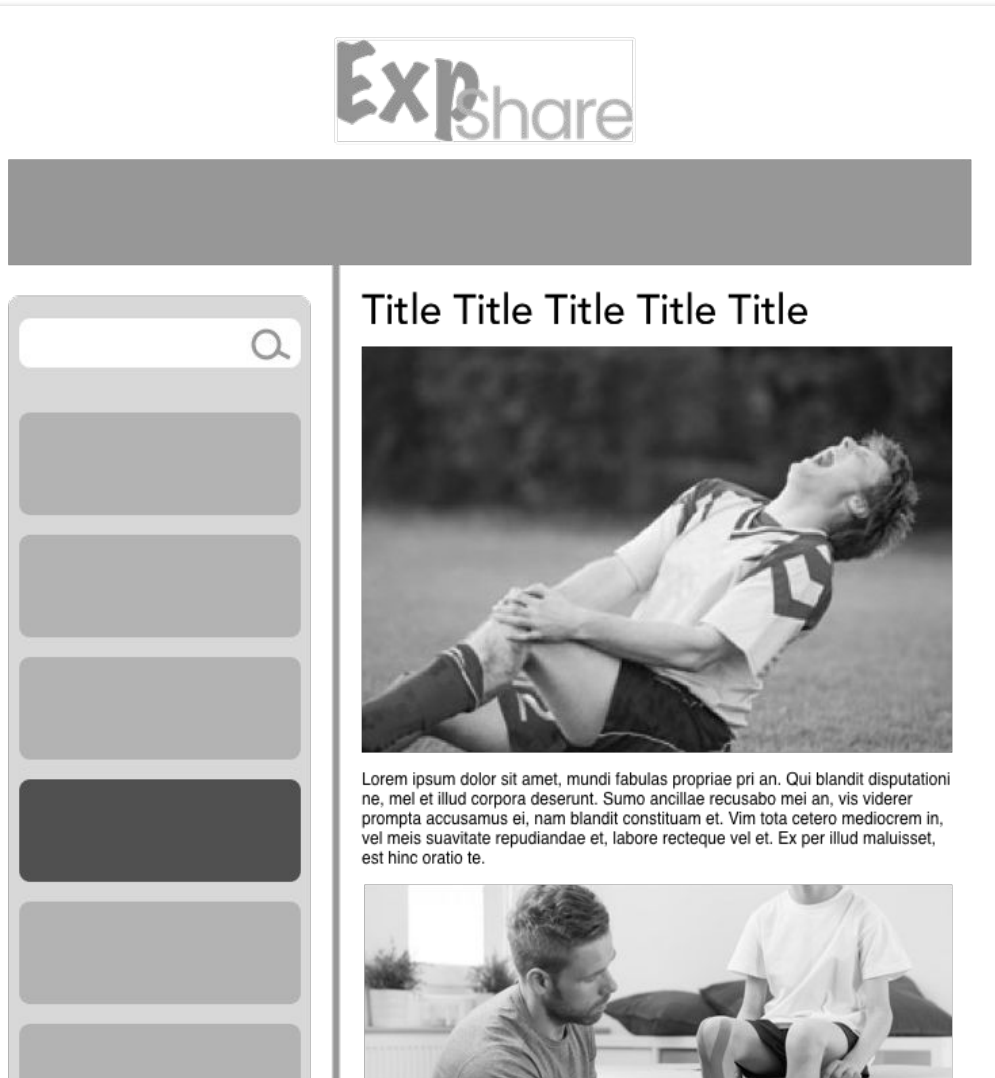 Exp
Share
Title Title Title Title Title
Lorem ipsum dolor sit amet, mundi fabulas propriae pri an. Qui blandit disputationi
ne, mel et illud corpora deserunt. Sumo ancillae recusabo mei an, vis viderer
prompta accusamus ei, nam blandit constituam et. Vim tota cetero mediocrem in,
vel meis suavitate repudiandae et, labore recteque vel et. Ex per illud maluisset,
est hinc oratio te.